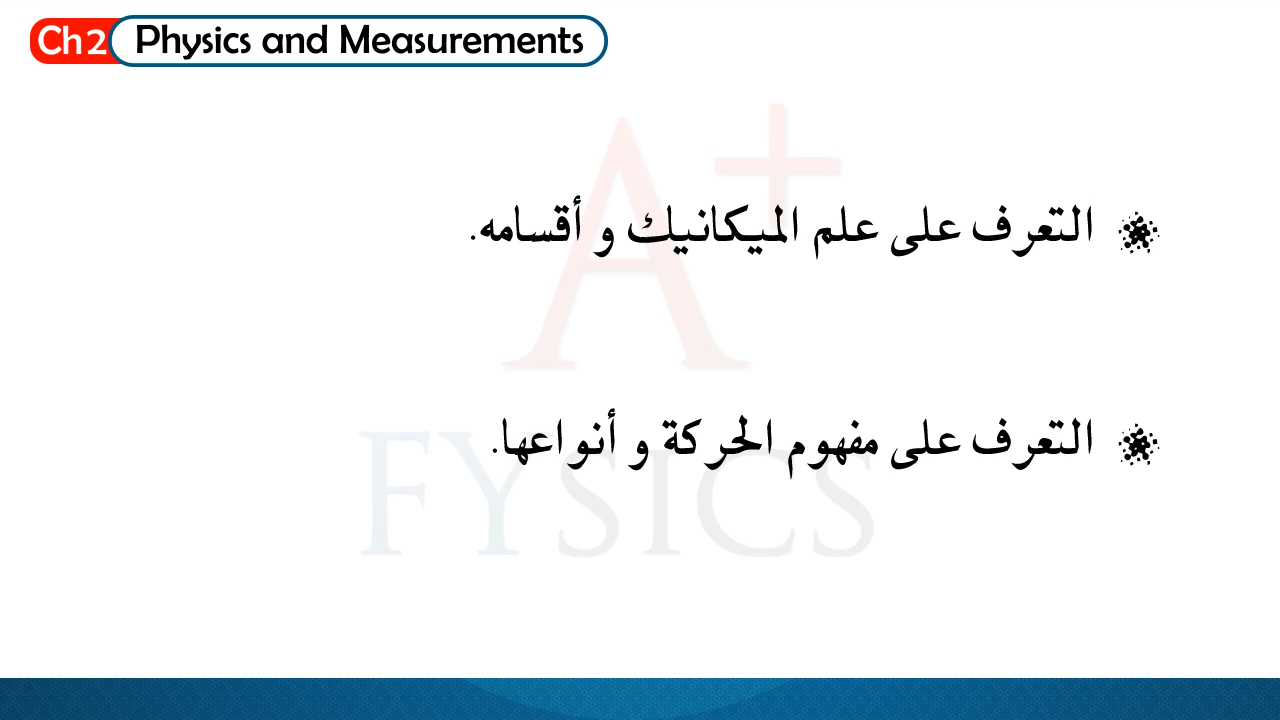 Ch2 Physics and Measurements
A+
التعرف على علم الميكانيك و أقسامه.
التعرف على مفهوم الحركة و أنواعها.
FYSICS